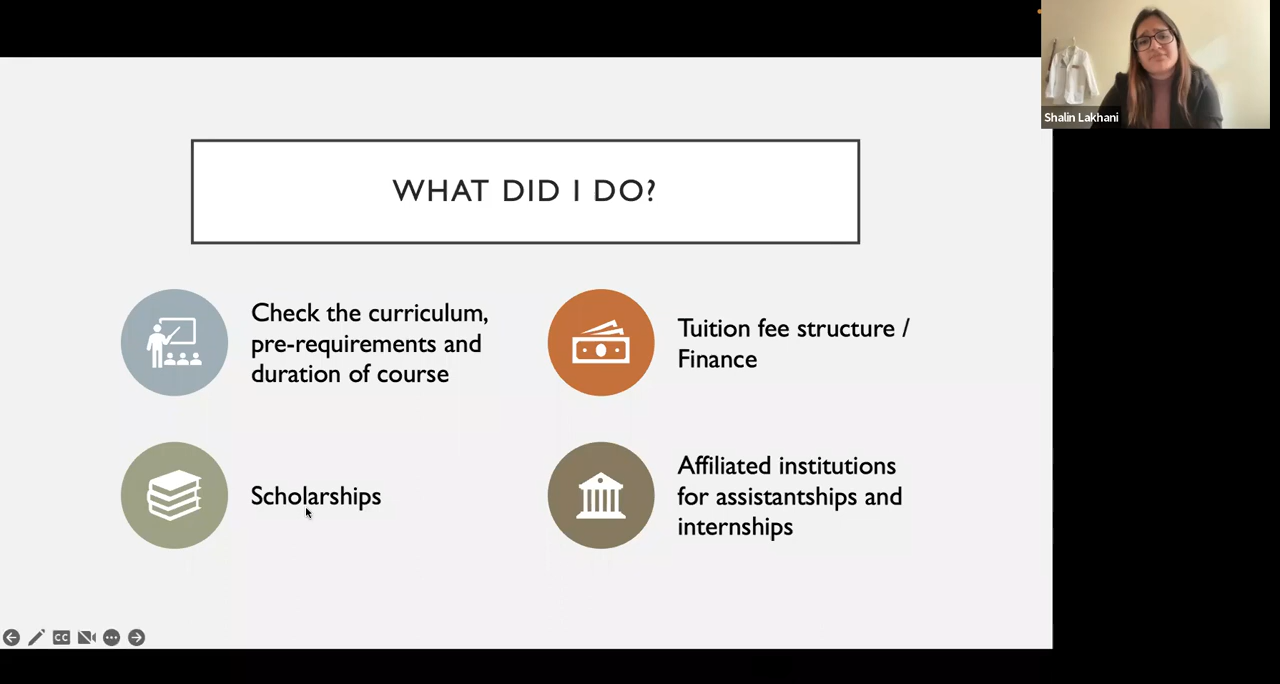 Shalin Lakhani
WHAT DID I DO?
Check the curriculum,
pre-requirements and
duration of course
Tuition fee structure /
Finance
Scholarships
Affiliated institutions
for assistantships and
internships
CC